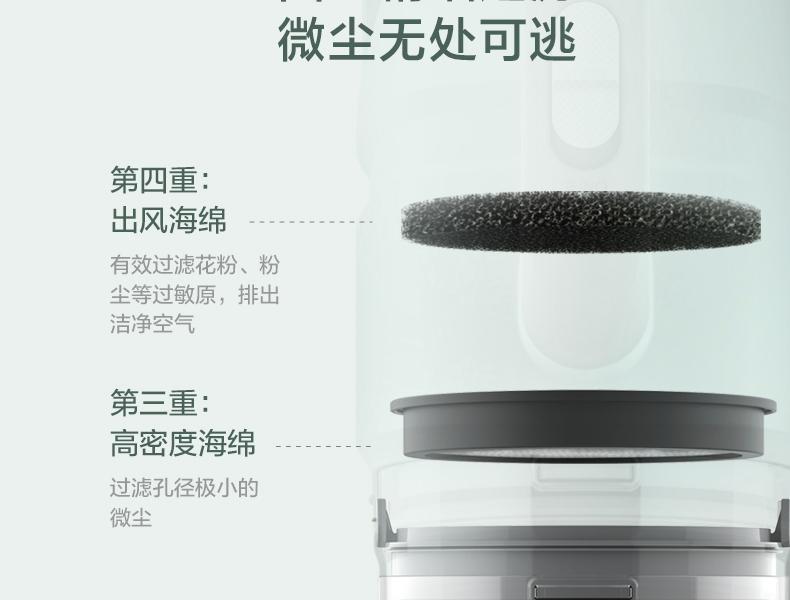 微尘无处可逃
第四重：
出风海绵
有效过滤花粉、粉
尘等过敏原，排出
洁净空气
第三重：
高密度海绵
过滤孔径极小的
微尘